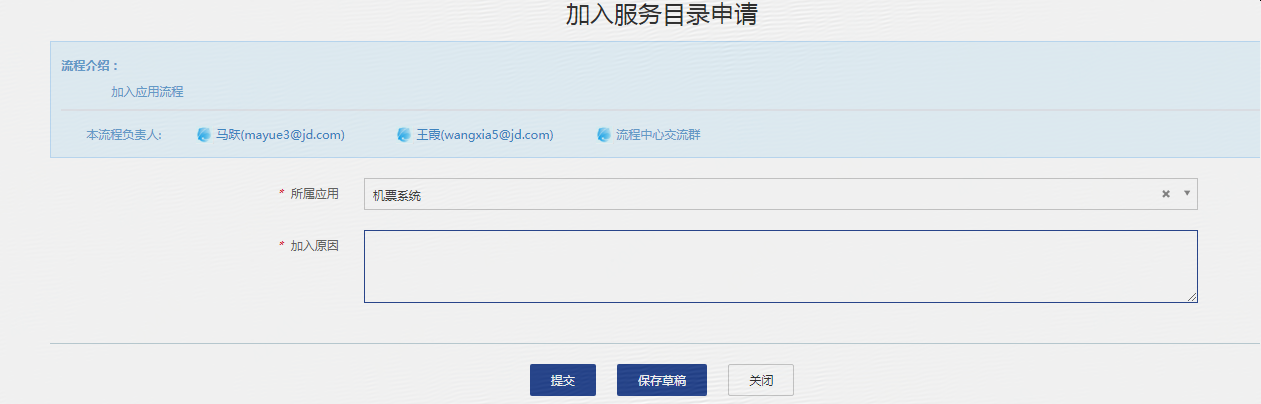 加入服务目录申请
流程介绍：
加入应用流程
本流程负责人: 马跃(mayue3@jd.com) 王霞(wangxia5@jd.com) 流程中心交流群
* 所属应用 机票系统
* 加入原因
提交 保存草稿 关闭